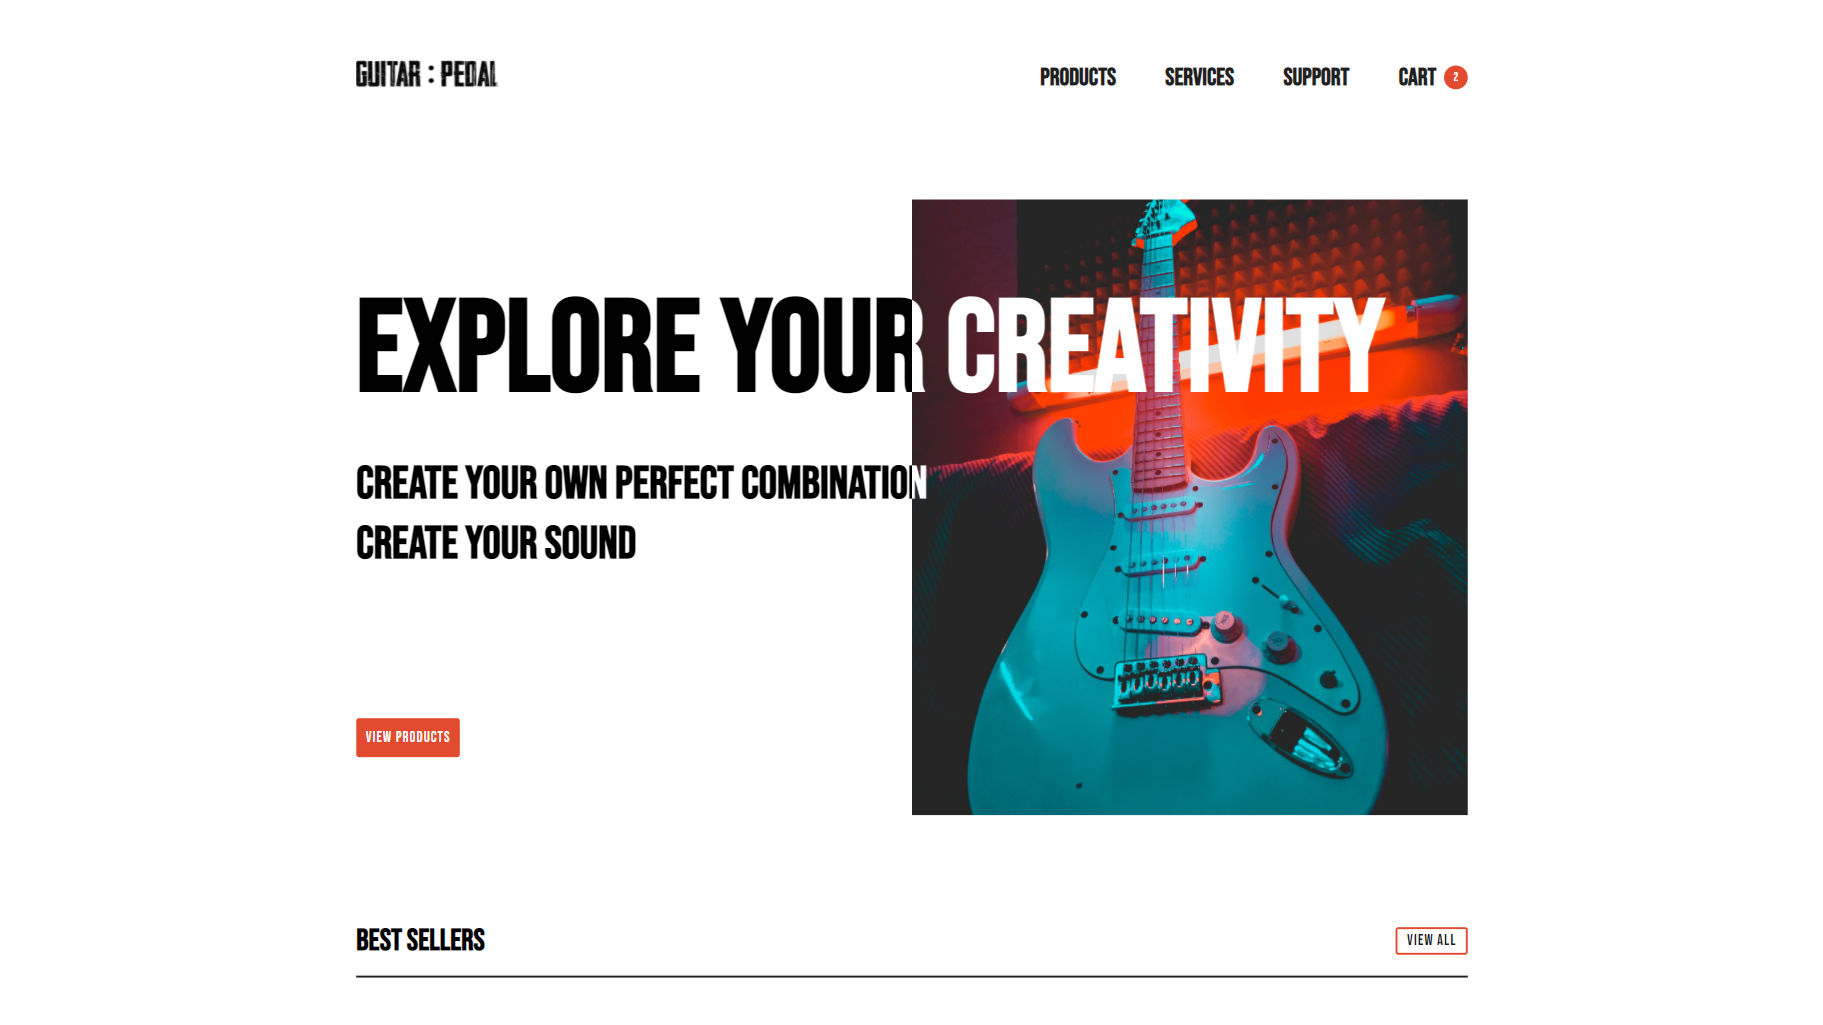 GUITAR : PEDAL
PRODUCTS SERVICES SUPPORT CART 2
EXPLORE YOUR CREATIVITY
CREATE YOUR OWN PERFECT COMBINATION
CREATE YOUR SOUND
VIEW PRODUCTS
BEST SELLERS
VIEW ALL